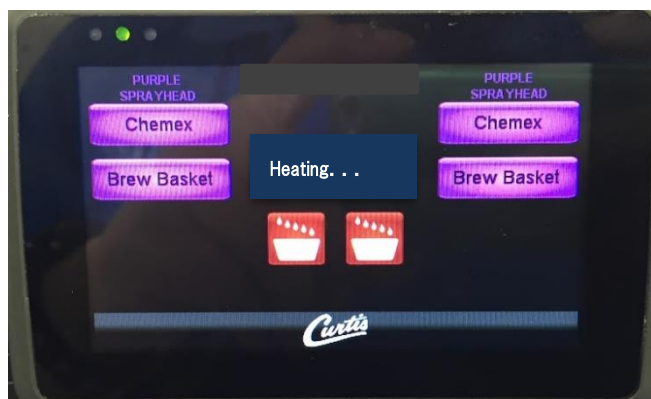 PURPLE
SPRAYHEAD
Chemex
Brew Basket
Heating. . .
PURPLE
SPRAYHEAD
Chemex
Brew Basket
Curtis